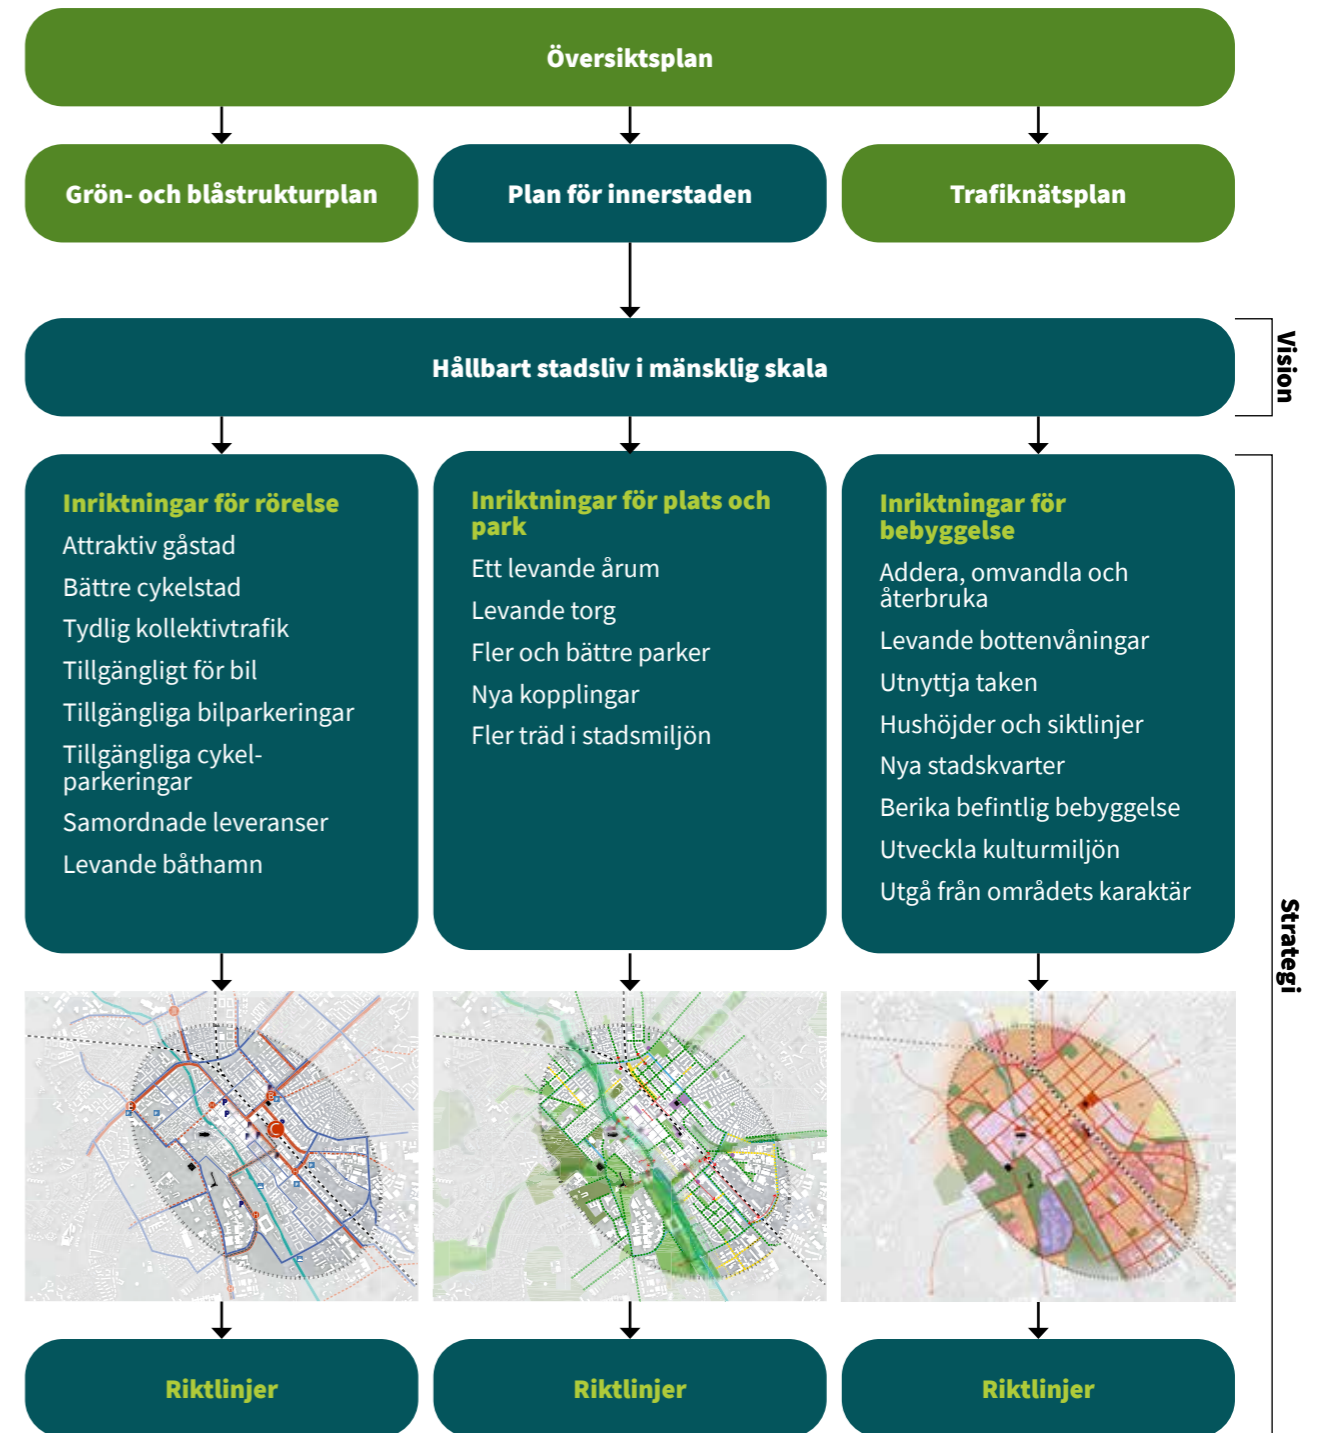 Översiktsplan
Grön- och blåstrukturplan
Plan för innerstaden
Trafiknätsplan
Hållbart stadsliv i mänsklig skala
Vision
Inriktningar för rörelse
Attraktiv gåstad
Bättre cykelstad
Tydlig kollektivtrafik
Tillgängligt för bil
Tillgängliga bilparkeringar
Tillgängliga cykel-
parkeringar
Samordnade leveranser
Levande båthamn
Inriktningar för plats och
park
Ett levande årum
Levande torg
Fler och bättre parker
Nya kopplingar
Fler träd i stadsmiljön
Inriktningar för
bebyggelse
Addera, omvandla och
återbruka
Levande bottenvåningar
Utnyttja taken
Hushöjder och siktlinjer
Nya stadskvarter
Berika befintlig bebyggelse
Utveckla kulturmiljön
Utgå från områdets karaktär
Strategi
Riktlinjer
Riktlinjer
Riktlinjer